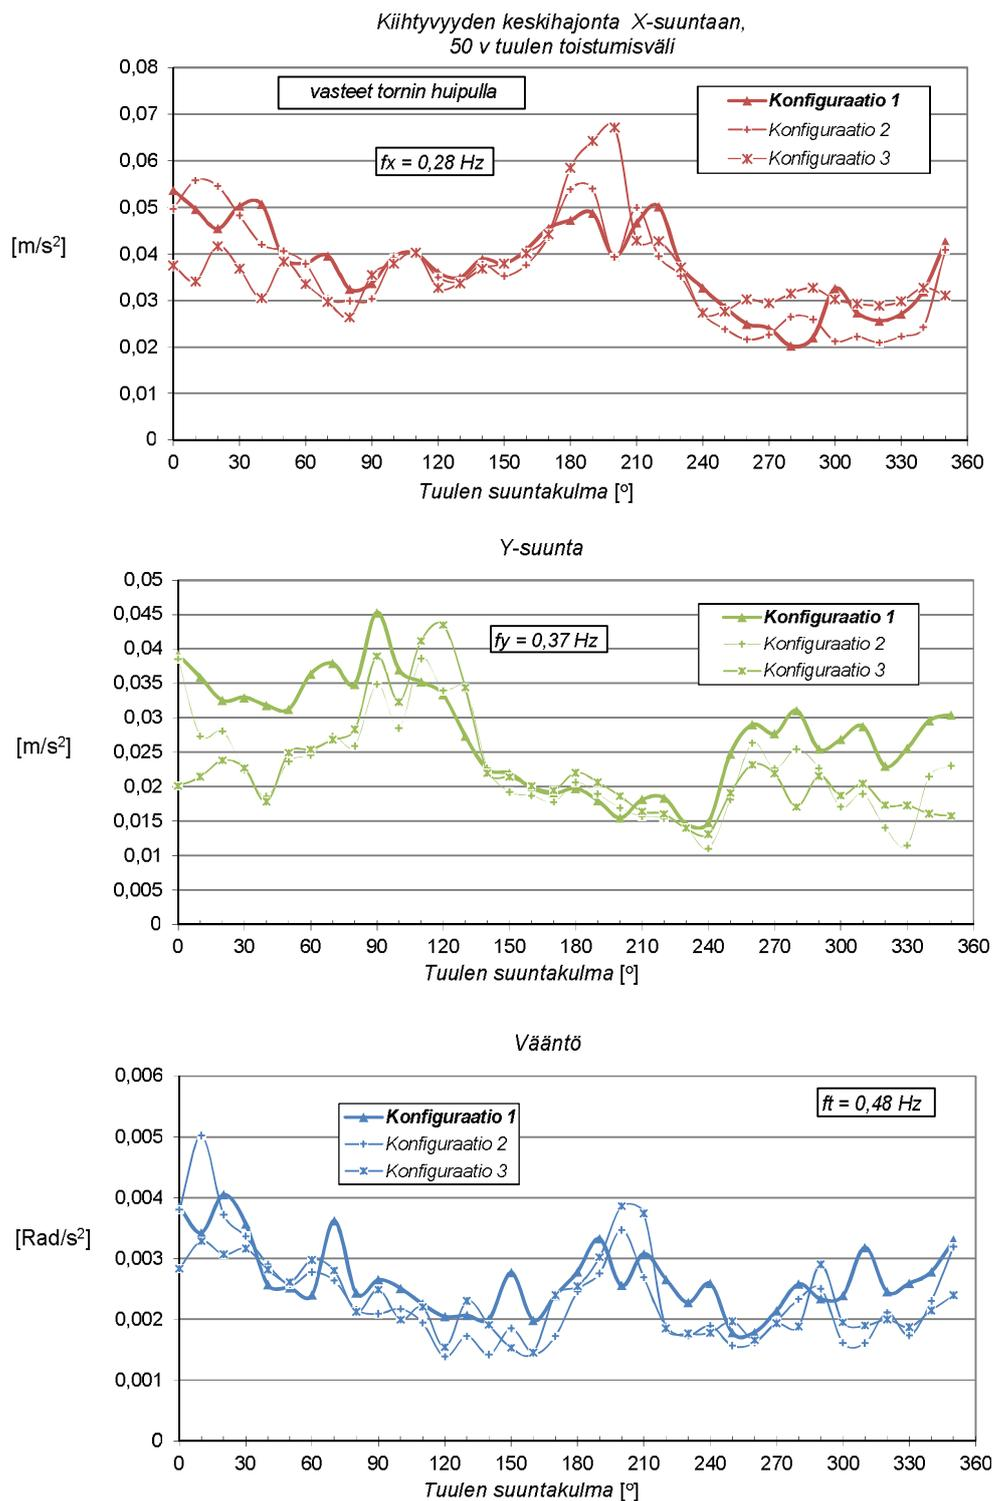 Kiihtyvyyden keskihajonta X-suuntaan,
50 v tuulen toistumisväli
0,08
vasteet tornin huipulla
Konfiguraatio 1
0,07
Konfiguraatio 2
fx = 0,28 Hz
Konfiguraatio 3
0,06
0,05
[m/s²]
0,04
0,03
0,02
0,01
0
0 30 60 90 120 150 180 210 240 270 300 330 360
Tuulen suuntakulma [º]
Y-suunta
0,05
0,045
Konfiguraatio 1
fy = 0,37 Hz
Konfiguraatio 2
0,04
Konfiguraatio 3
0,035
0,03
[m/s²]
0,025
0,02
0,015
0,01
0,005
0
0 30 60 90 120 150 180 210 240 270 300 330 360
Tuulen suuntakulma [º]
Vääntö
0,006
ft = 0,48 Hz
Konfiguraatio 1
0,005
Konfiguraatio 2
Konfiguraatio 3
0,004
[Rad/s²]
0,003
0,002
0,001
0
0 30 60 90 120 150 180 210 240 270 300 330 360
Tuulen suuntakulma [º]